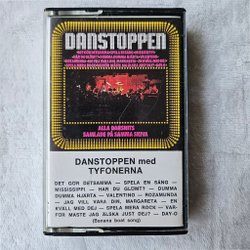 DANSTOPPEN
ALLA DANSHITS
SAMLADE PÅ SAMMA SKIVA
DANSTOPPEN med
TYFONERNA
DET GÖR DETSAMMA — SPELA EN SÅNG —
MISSISSIPPI — HAR DU GLÖMT? — DUMMA
DUMMA HJÄRTA — VALENTINO — ROZAMUNDA
— JAG VILL VARA DIN, MARGARETA — EN
KVÄLL MED DEJ — SPELA MERA ROCK — VAR-
FÖR MÅSTE JAG ÄLSKA JUST DEJ? — DAY-O
(Banana boat song)